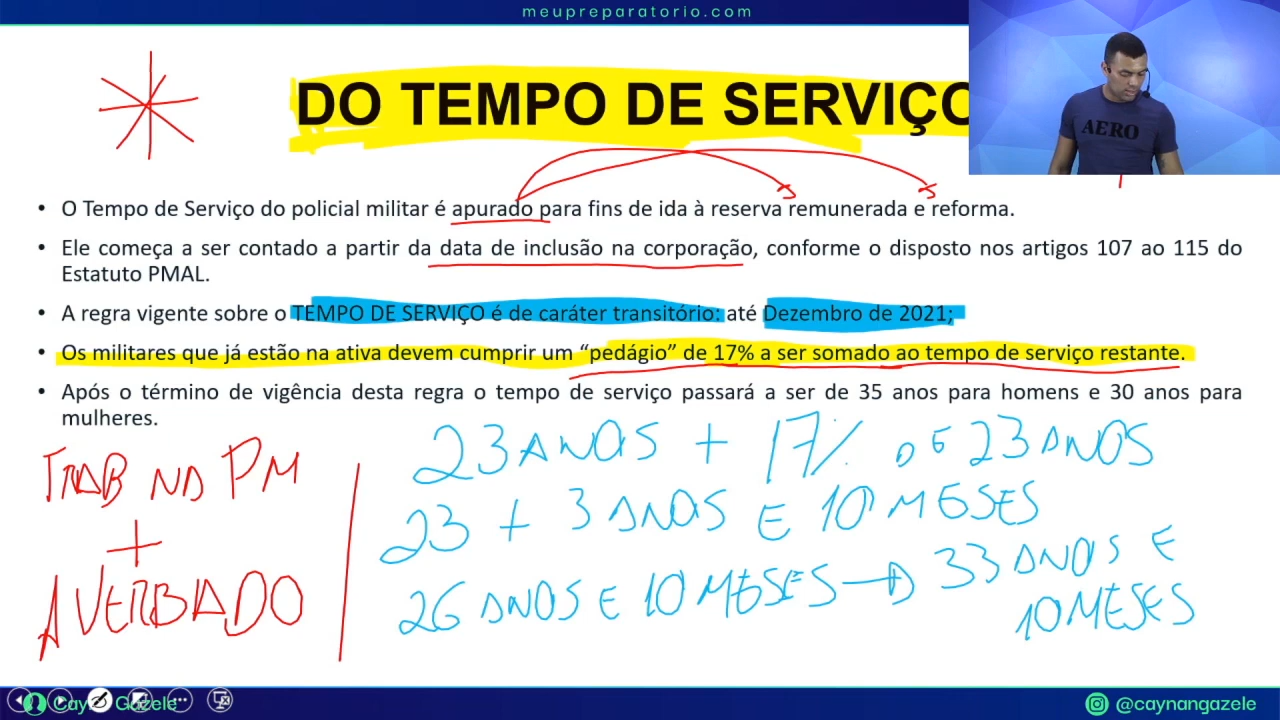 meupreparatorio.com
DO TEMPO DE SERVIÇO
AERO
• O Tempo de Serviço do policial militar é apurado para fins de ida à reserva remunerada e reforma.
• Ele começa a ser contado a partir da data de inclusão na corporação, conforme o disposto nos artigos 107 ao 115 do
Estatuto PMAL.
• A regra vigente sobre o TEMPO DE SERVIÇO é de caráter transitório: até Dezembro de 2021;
• Os militares que já estão na ativa devem cumprir um “pedágio” de 17% a ser somado ao tempo de serviço restante.
• Após o término de vigência desta regra o tempo de serviço passará a ser de 35 anos para homens e 30 anos para
mulheres.
TRAB NA PM
+
AVERBADO
23 ANOS + 17% DE 23 ANOS
23 + 3 ANOS E 10 MESES
26 ANOS E 10 MESES → 33 ANOS E
10 MESES
Gazele
@caynangazele